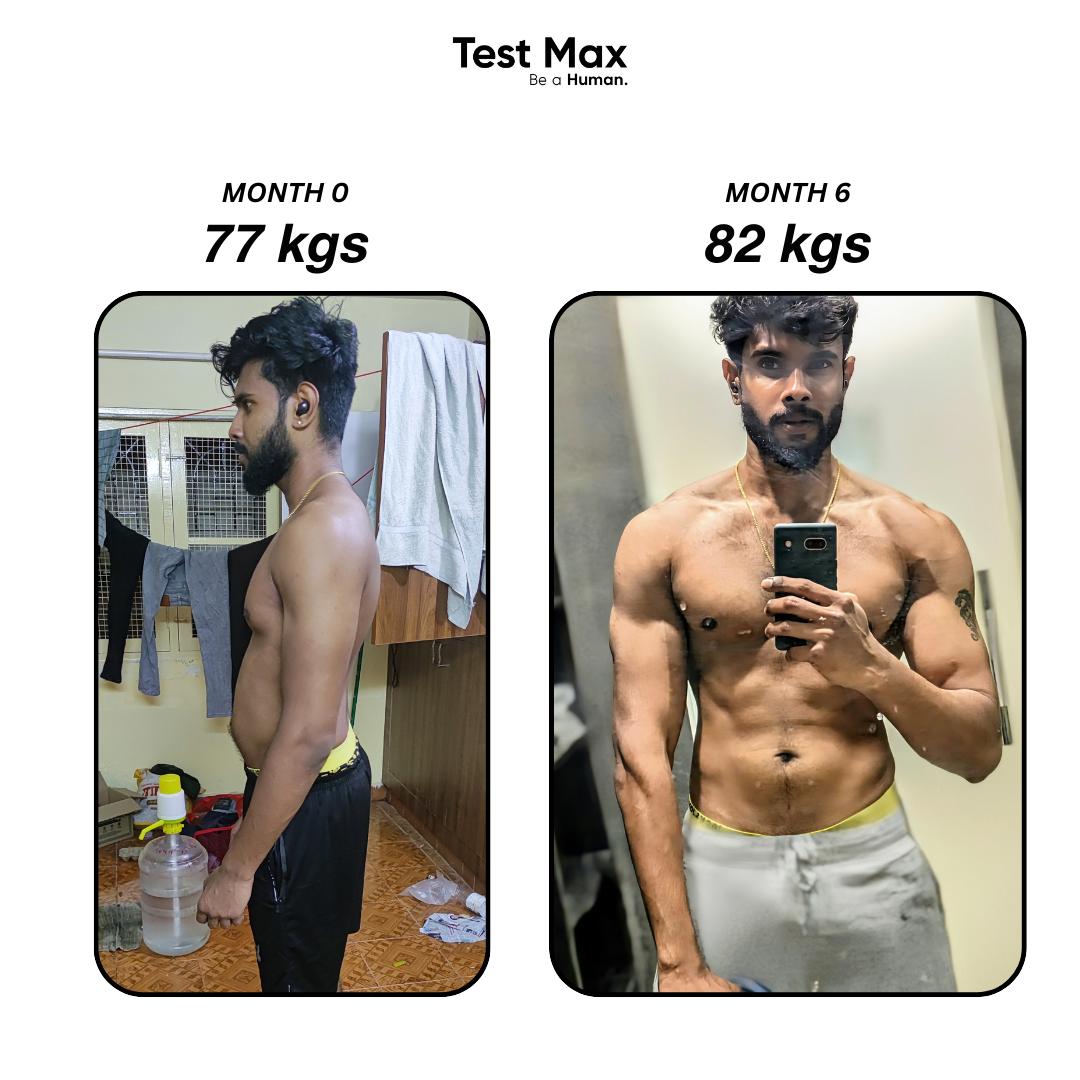 Test Max
Be a Human.
MONTH 0
77 kgs
MONTH 6
82 kgs